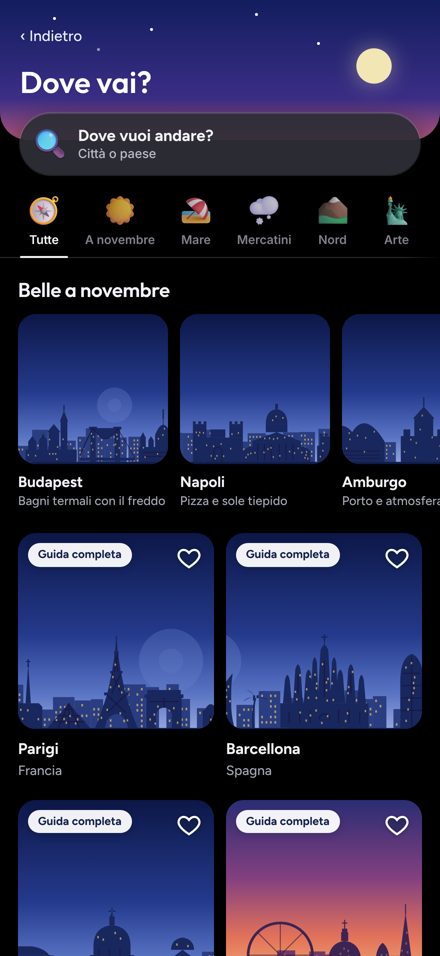 ‹ Indietro
Dove vai?
Dove vuoi andare?
Città o paese
Tutte
A novembre
Mare
Mercatini
Nord
Arte
Belle a novembre
Budapest
Bagni termali con il freddo
Napoli
Pizza e sole tiepido
Amburgo
Porto e atmosfera
Guida completa
Guida completa
Parigi
Francia
Barcellona
Spagna
Guida completa
Guida completa